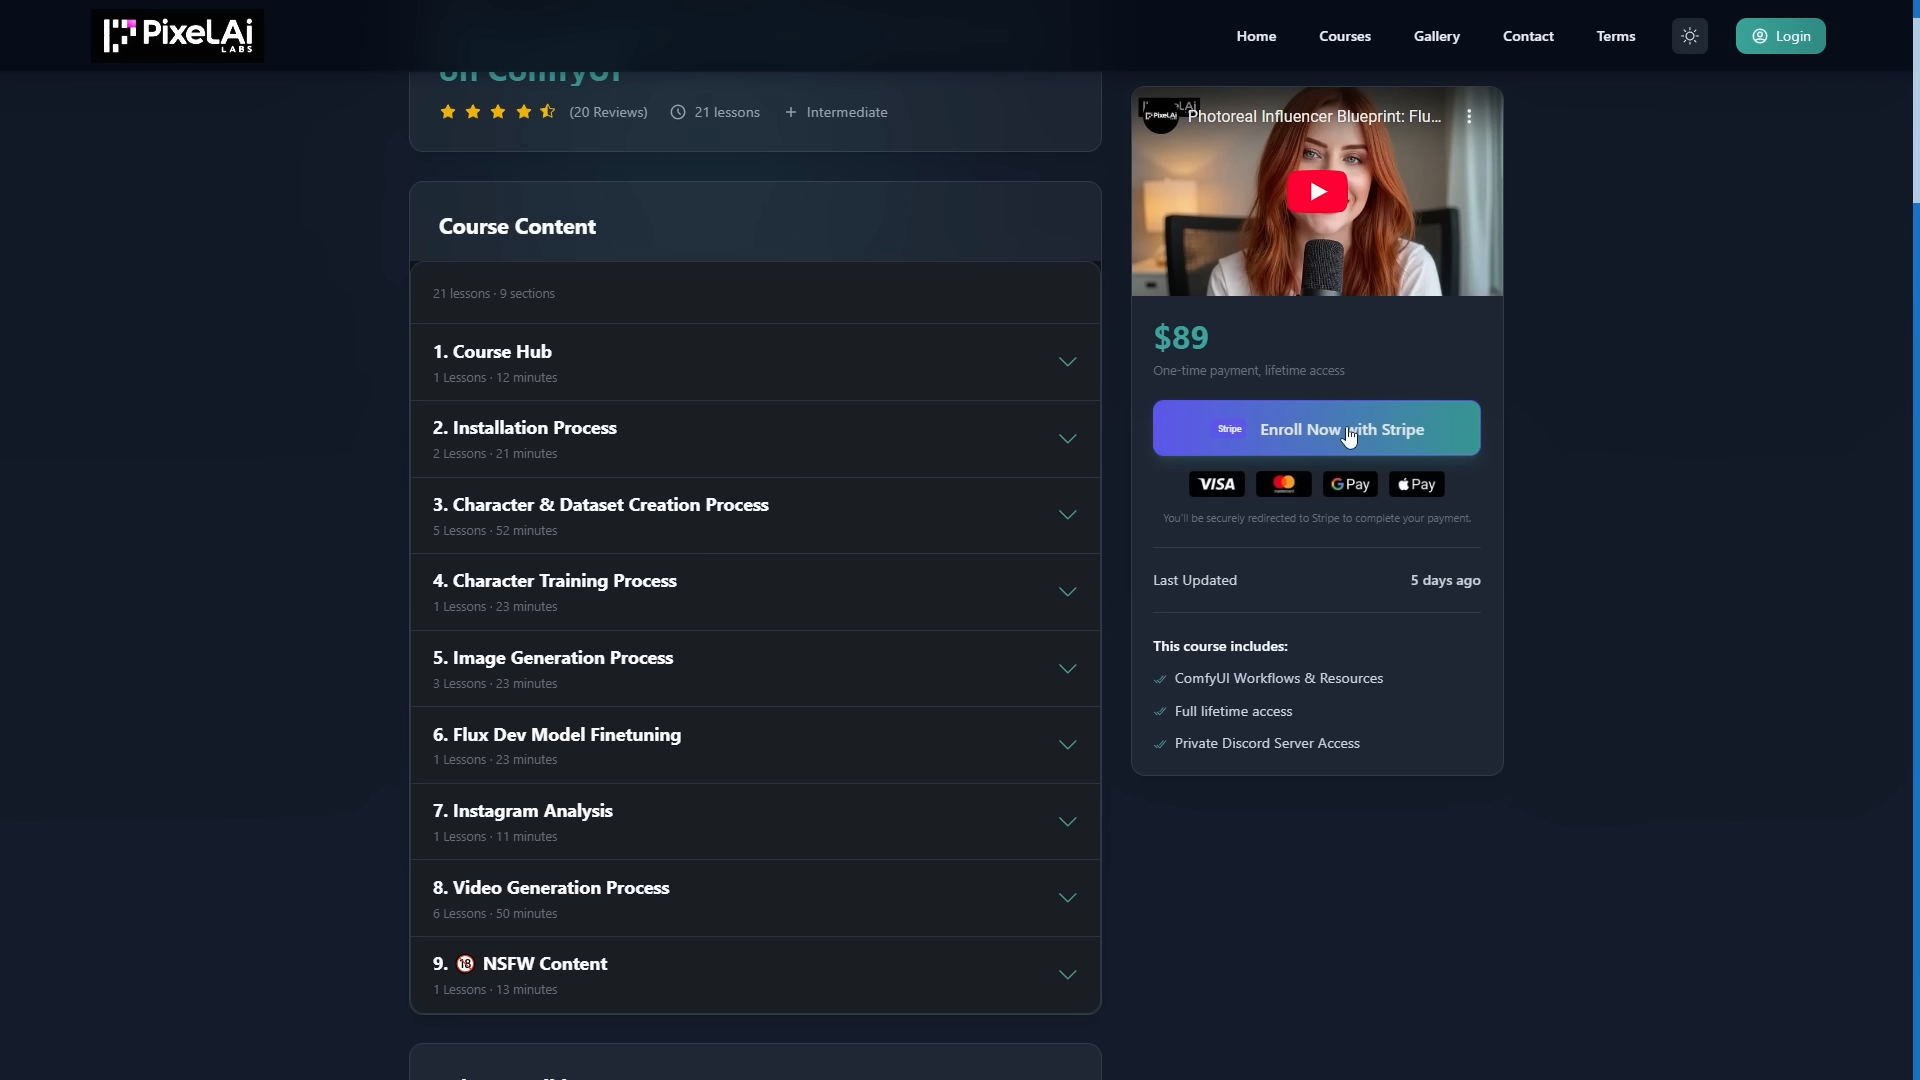 PixelAi
LABS
Home
Courses
Gallery
Contact
Terms
Login
on ComfyUI
(20 Reviews)
21 lessons
Intermediate
Course Content
21 lessons · 9 sections
1. Course Hub
1 Lessons · 12 minutes
2. Installation Process
2 Lessons · 21 minutes
3. Character & Dataset Creation Process
5 Lessons · 52 minutes
4. Character Training Process
1 Lessons · 23 minutes
5. Image Generation Process
3 Lessons · 23 minutes
6. Flux Dev Model Finetuning
1 Lessons · 23 minutes
7. Instagram Analysis
1 Lessons · 11 minutes
8. Video Generation Process
6 Lessons · 50 minutes
9. 🔞 NSFW Content
1 Lessons · 13 minutes
PixelAi
Photoreal Influencer Blueprint: Flu...
$89
One-time payment, lifetime access
Stripe Enroll Now with Stripe
VISA
G Pay
Pay
You'll be securely redirected to Stripe to complete your payment.
Last Updated 5 days ago
This course includes:
ComfyUI Workflows & Resources
Full lifetime access
Private Discord Server Access